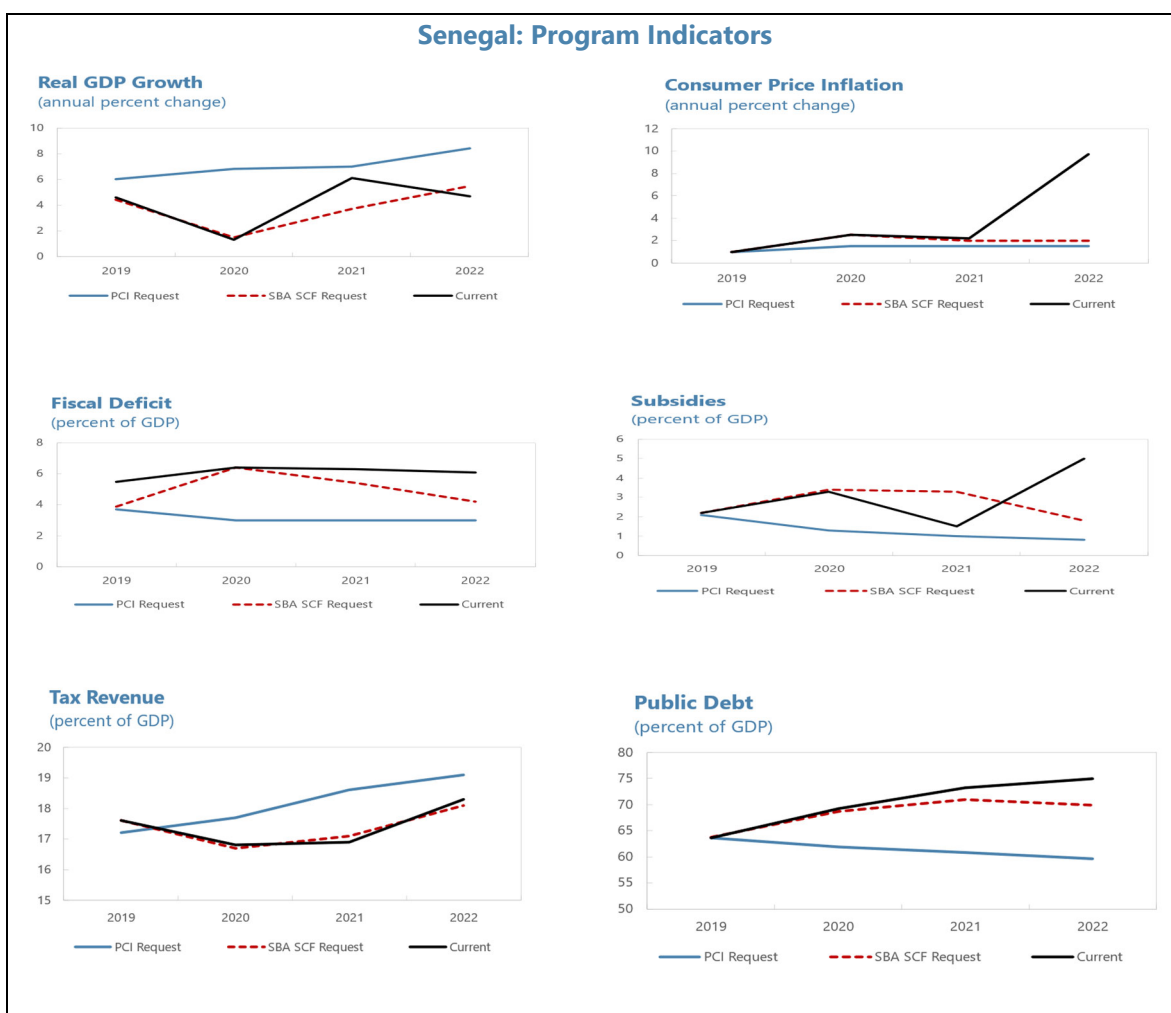 Senegal: Program Indicators
Real GDP Growth
(annual percent change)
10
8
6
4
2
0
2019 2020 2021 2022
PCI Request SBA SCF Request Current
Consumer Price Inflation
(annual percent change)
12
10
8
6
4
2
0
2019 2020 2021 2022
PCI Request SBA SCF Request Current
Fiscal Deficit
(percent of GDP)
8
6
4
2
0
2019 2020 2021 2022
PCI Request SBA SCF Request Current
Subsidies
(percent of GDP)
6
5
4
3
2
1
0
2019 2020 2021 2022
PCI Request SBA SCF Request Current
Tax Revenue
(percent of GDP)
20
19
18
17
16
15
2019 2020 2021 2022
PCI Request SBA SCF Request Current
Public Debt
(percent of GDP)
80
75
70
65
60
55
50
2019 2020 2021 2022
PCI Request SBA SCF Request Current